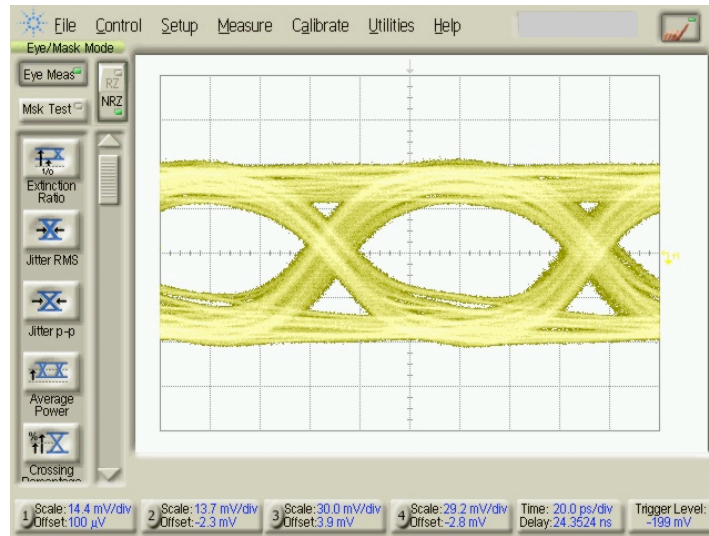 File Control Setup Measure Calibrate Utilities Help
Eye/Mask Mode
Eye Meas
RZ
NRZ
Msk Test
Extinction
Ratio
Jitter RMS
Jitter p-p
Average
Power
Crossing
1 Scale: 14.4 mV/div
Offset: 100 µV
2 Scale: 13.7 mV/div
Offset: -2.3 mV
3 Scale: 30.0 mV/div
Offset: 3.9 mV
4 Scale: 29.2 mV/div
Offset: -2.8 mV
Time: 20.0 ps/div
Delay: 24.3524 ns
Trigger Level:
-199 mV